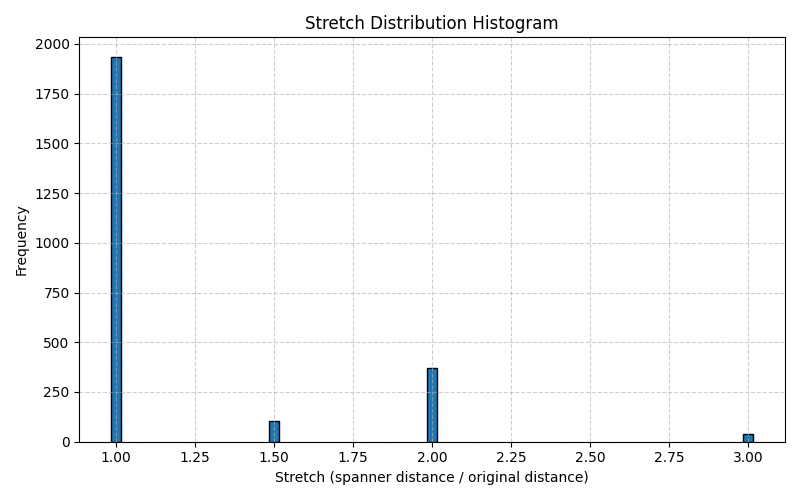 Stretch Distribution Histogram
Frequency
2000
1750
1500
1250
1000
750
500
250
0
1.00 1.25 1.50 1.75 2.00 2.25 2.50 2.75 3.00
Stretch (spanner distance / original distance)